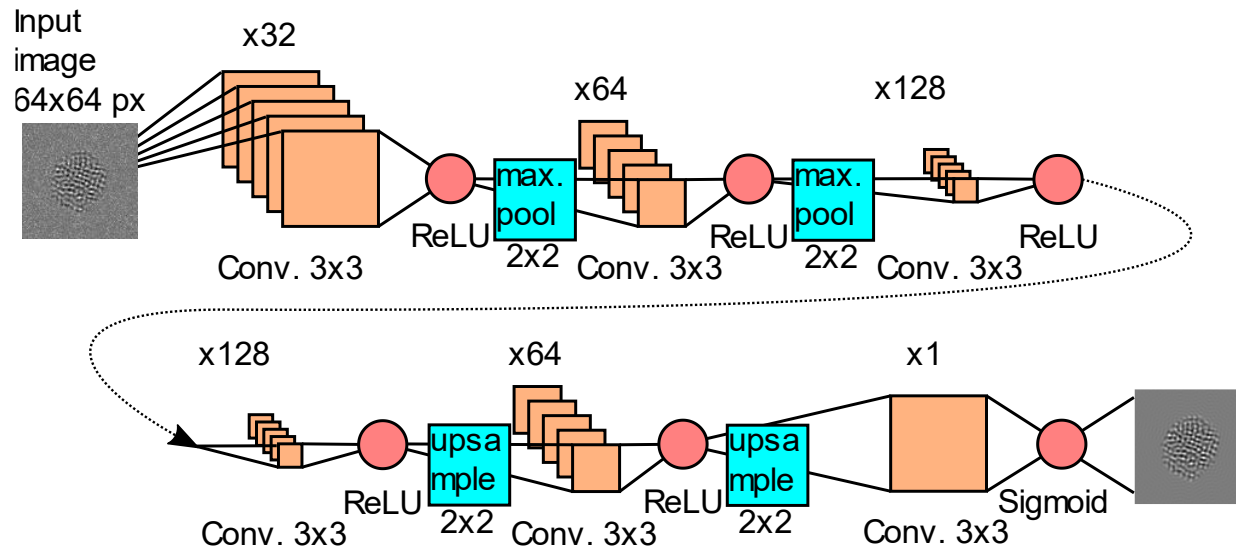 Input
image
64x64 px
x32
x64
x128
max.
pool
max.
pool
ReLU
ReLU
ReLU
2x2
2x2
Conv. 3x3
Conv. 3x3
Conv. 3x3
x128
x64
x1
upsa
mple
upsa
mple
ReLU
ReLU
Sigmoid
2x2
2x2
Conv. 3x3
Conv. 3x3
Conv. 3x3